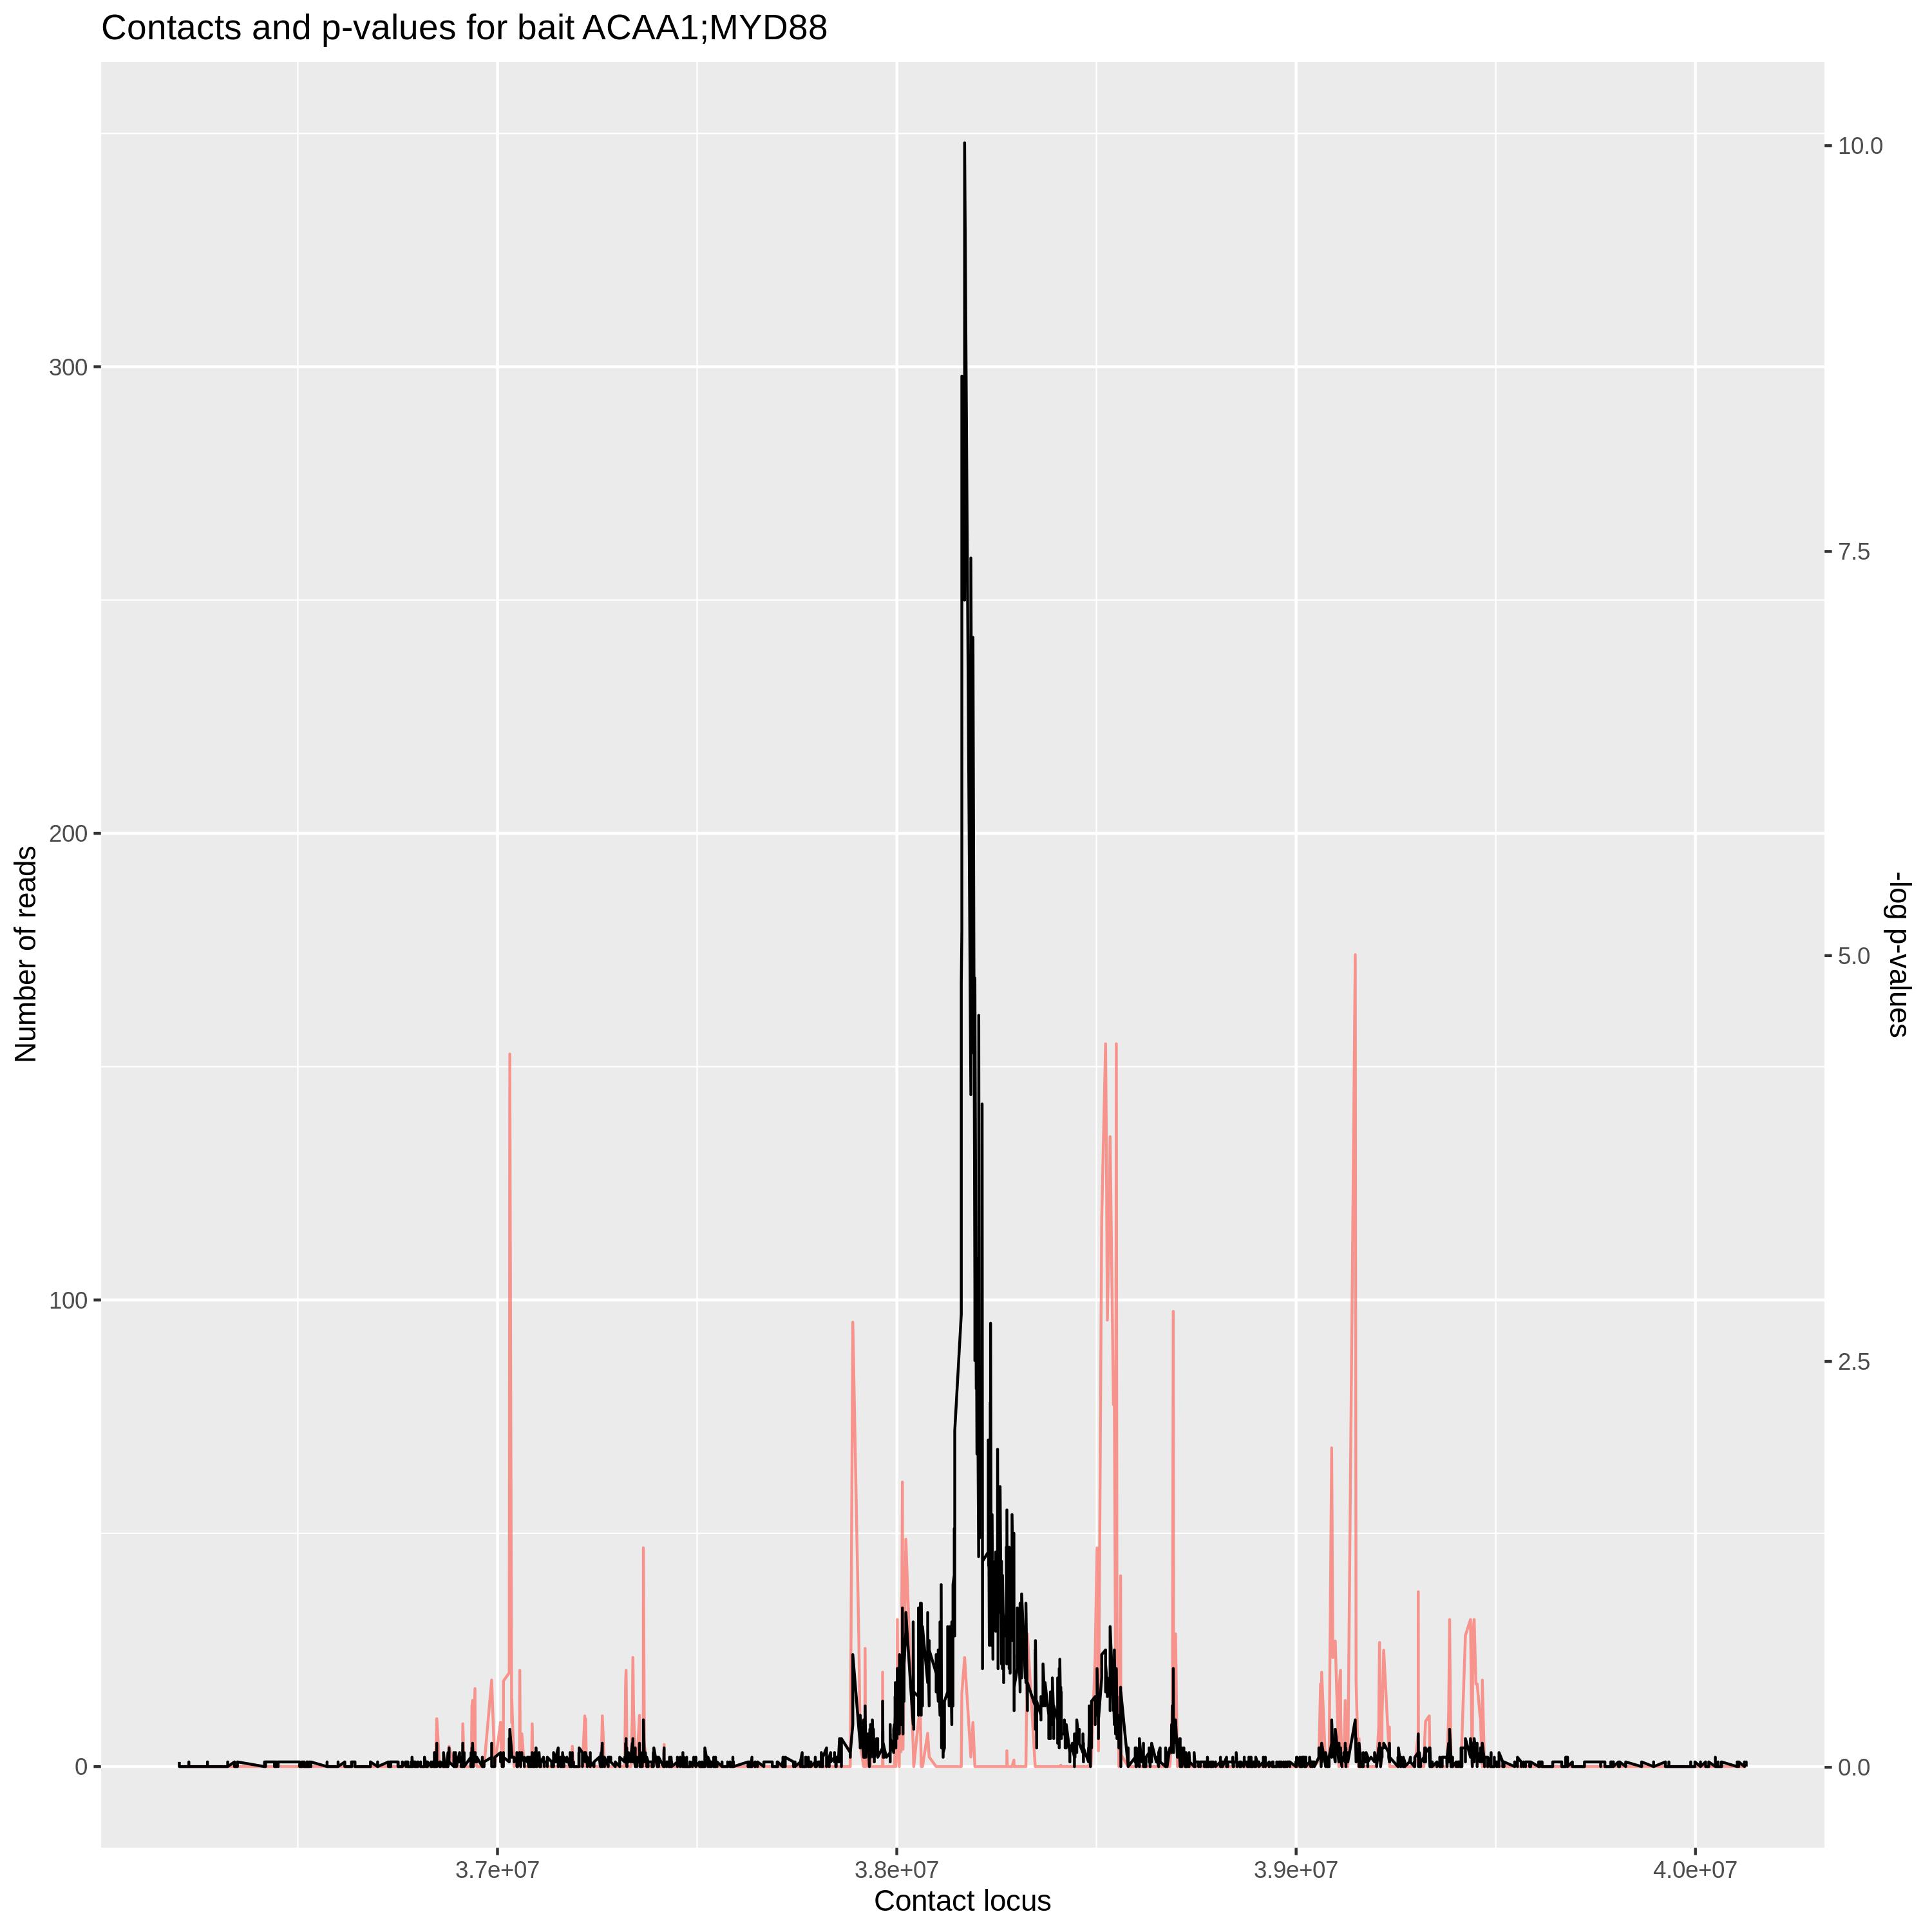 Contacts and p-values for bait ACAA1;MYD88
300
200
100
0
Number of reads
10.0
7.5
5.0
2.5
0.0
-log p-values
3.7e+07
3.8e+07
3.9e+07
4.0e+07
Contact locus